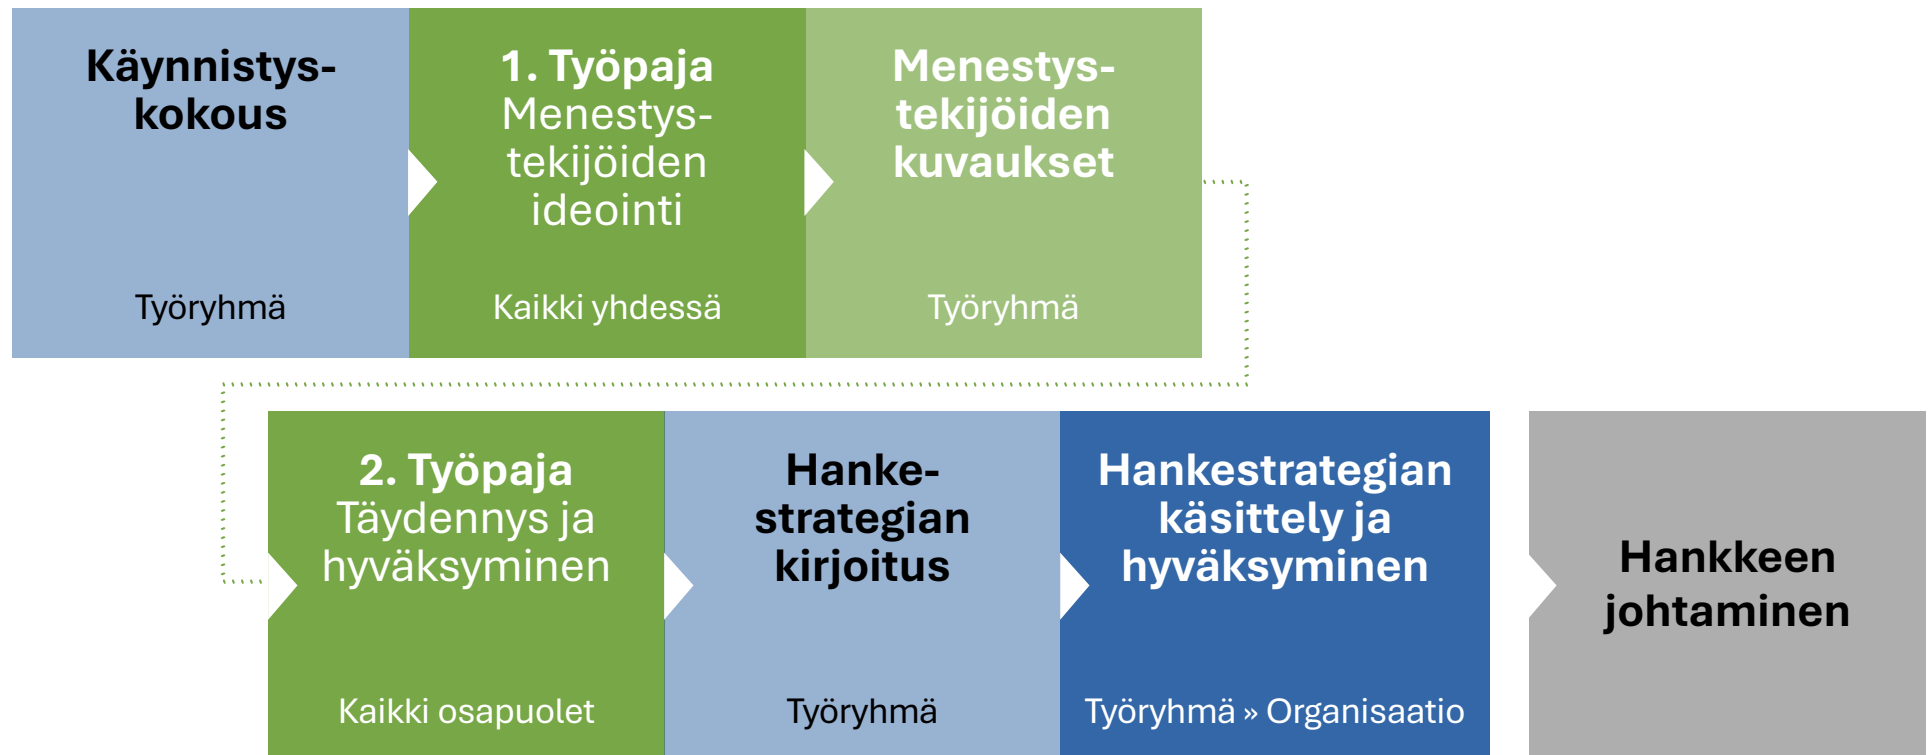 Käynnistys-
kokous
Työryhmä
1. Työpaja
Menestys-
tekijöiden
ideointi
Kaikki yhdessä
Menestys-
tekijöiden
kuvaukset
Työryhmä
2. Työpaja
Täydennys ja
hyväksyminen
Kaikki osapuolet
Hanke-
strategian
kirjoitus
Työryhmä
Hankestrategian
käsittely ja
hyväksyminen
Työryhmä » Organisaatio
Hankkeen
johtaminen